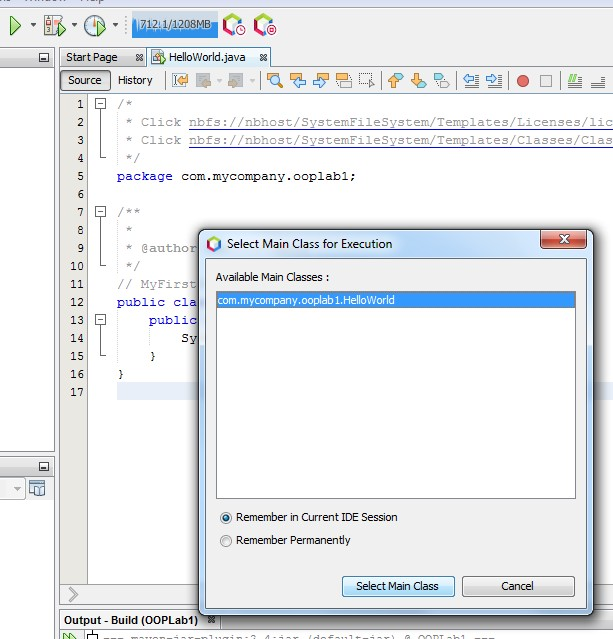 712.1/1208MB
Start Page
HelloWorld.java
Source
History
1 /*
2 * Click nbfs://nbhost/SystemFileSystem/Templates/Licenses/lic
3 * Click nbfs://nbhost/SystemFileSystem/Templates/Classes/Clas
4 */
5 package com.mycompany.ooplab1;
6
7 /**
8 *
9 * @author
10 */
11 // MyFirst
12 public cla
13 public
14 Sy
15 }
16 }
17
Select Main Class for Execution
Available Main Classes :
com.mycompany.ooplab1.HelloWorld
Remember in Current IDE Session
Remember Permanently
Select Main Class
Cancel
Output - Build (OOPLab1)